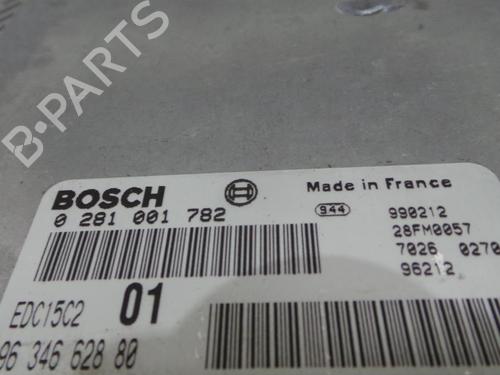 B-PARTS
BOSCH
Made in France
0 281 001 782
944
990212
28FM0057
7026 0270
96212
EDC15C2 01
96 346 628 80